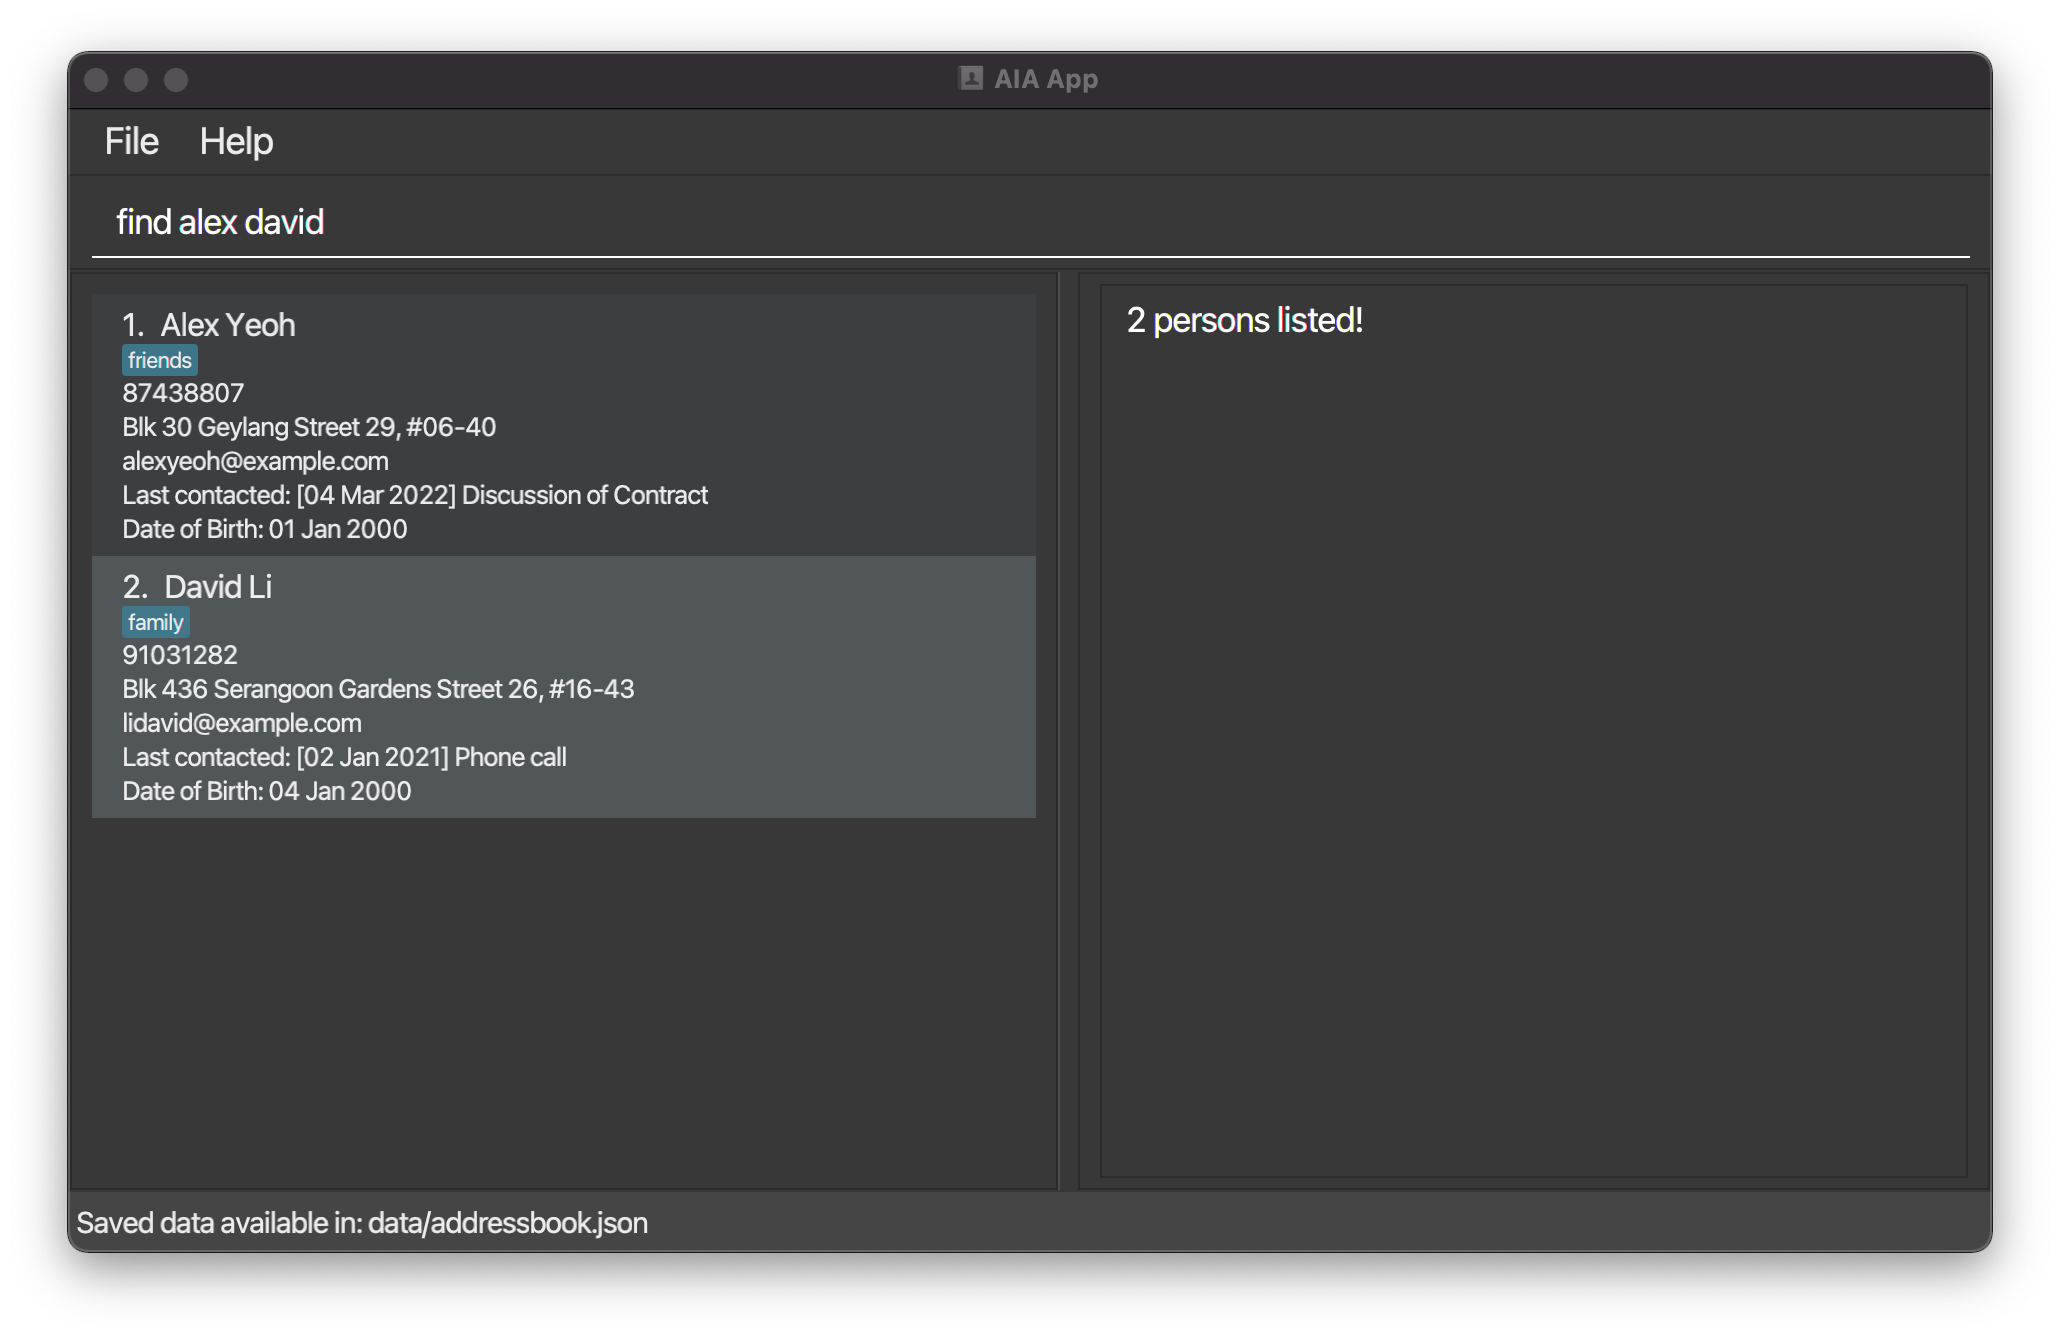 AIA App
File Help
find alex david
1. Alex Yeoh
friends
87438807
Blk 30 Geylang Street 29, #06-40
alexyeoh@example.com
Last contacted: [04 Mar 2022] Discussion of Contract
Date of Birth: 01 Jan 2000
2. David Li
family
91031282
Blk 436 Serangoon Gardens Street 26, #16-43
lidavid@example.com
Last contacted: [02 Jan 2021] Phone call
Date of Birth: 04 Jan 2000
2 persons listed!
Saved data available in: data/addressbook.json